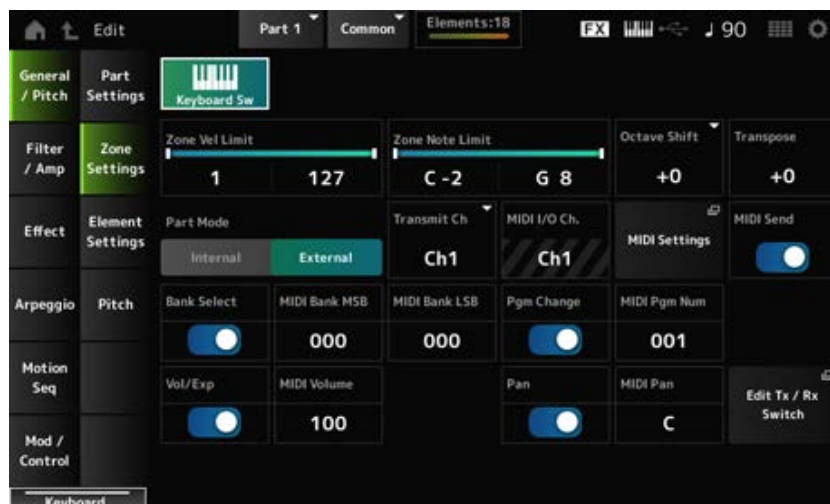 Edit
Part 1
Common
Elements:18
FX
90
General
/ Pitch
Part
Settings
Keyboard Sw
Filter
/ Amp
Zone
Settings
Zone Vel Limit
Zone Note Limit
Octave Shift
Transpose
1
127
C -2
G 8
+0
+0
Effect
Element
Settings
Part Mode
Internal
External
Transmit Ch
Ch1
MIDI I/O Ch.
Ch1
MIDI Settings
MIDI Send
Arpeggio
Pitch
Bank Select
MIDI Bank MSB
MIDI Bank LSB
Pgm Change
MIDI Pgm Num
000
000
001
Motion
Seq
Vol/Exp
MIDI Volume
Pan
MIDI Pan
100
C
Edit Tx / Rx
Switch
Mod /
Control
Keyboard